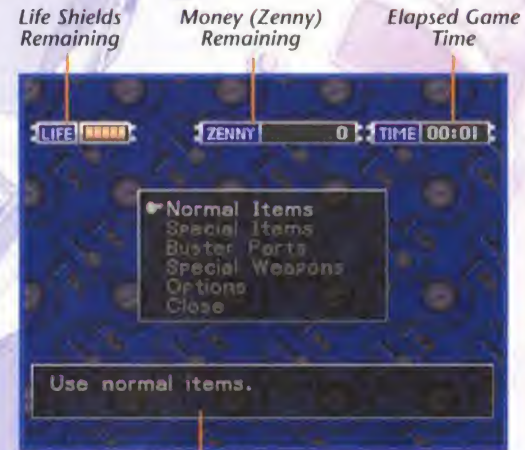 Life Shields Remaining
Money (Zenny) Remaining
Elapsed Game Time
LIFE
ZENNY 0
TIME 00:01
Normal Items
Special Items
Buster Parts
Special Weapons
Options
Close
Use normal items.